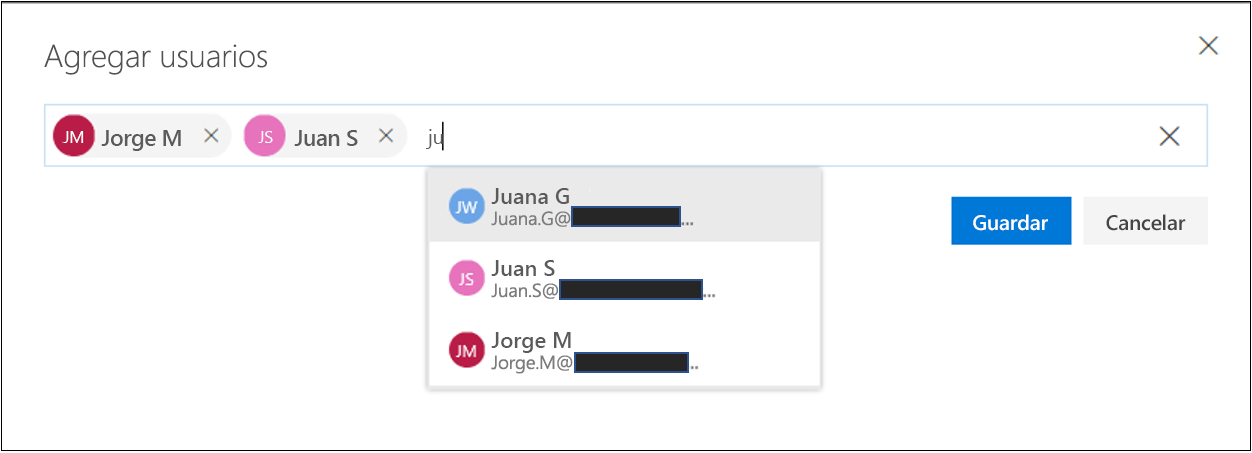 Agregar usuarios
JM Jorge M JS Juan S ju
JW Juana G
Juana.G@ ...
JS Juan S
Juan.S@ ...
JM Jorge M
Jorge.M@ ..
Guardar Cancelar